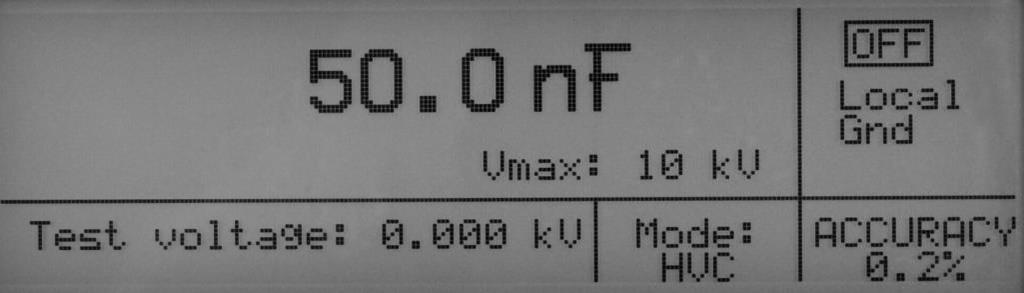 50.0 nF
Vmax: 10 kV
OFF
Local
Gnd
Test voltage: 0.000 kV
Mode:
HVC
ACCURACY
0.2%